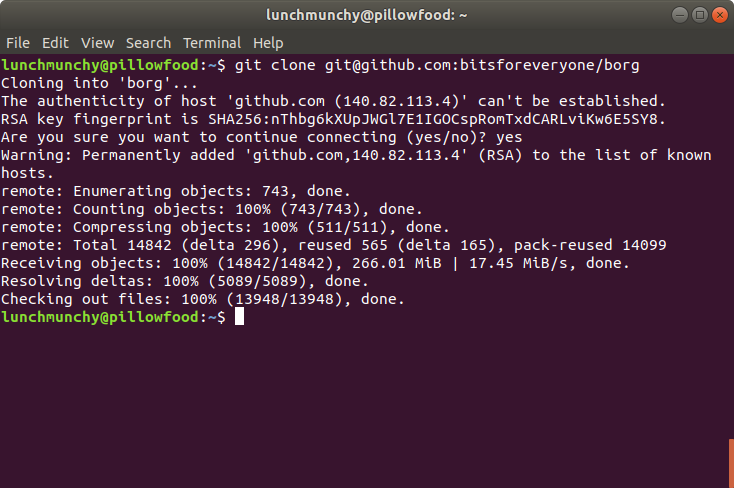 lunchmunchy@pillowfood: ~
File Edit View Search Terminal Help
lunchmunchy@pillowfood:~$ git clone git@github.com:bitsforeveryone/borg
Cloning into 'borg'...
The authenticity of host 'github.com (140.82.113.4)' can't be established.
RSA key fingerprint is SHA256:nThbg6kXUpJWGl7E1IGOCspRomTxdCARLviKw6E5SY8.
Are you sure you want to continue connecting (yes/no)? yes
Warning: Permanently added 'github.com,140.82.113.4' (RSA) to the list of known
hosts.
remote: Enumerating objects: 743, done.
remote: Counting objects: 100% (743/743), done.
remote: Compressing objects: 100% (511/511), done.
remote: Total 14842 (delta 296), reused 565 (delta 165), pack-reused 14099
Receiving objects: 100% (14842/14842), 266.01 MiB | 17.45 MiB/s, done.
Resolving deltas: 100% (5089/5089), done.
Checking out files: 100% (13948/13948), done.
lunchmunchy@pillowfood:~$